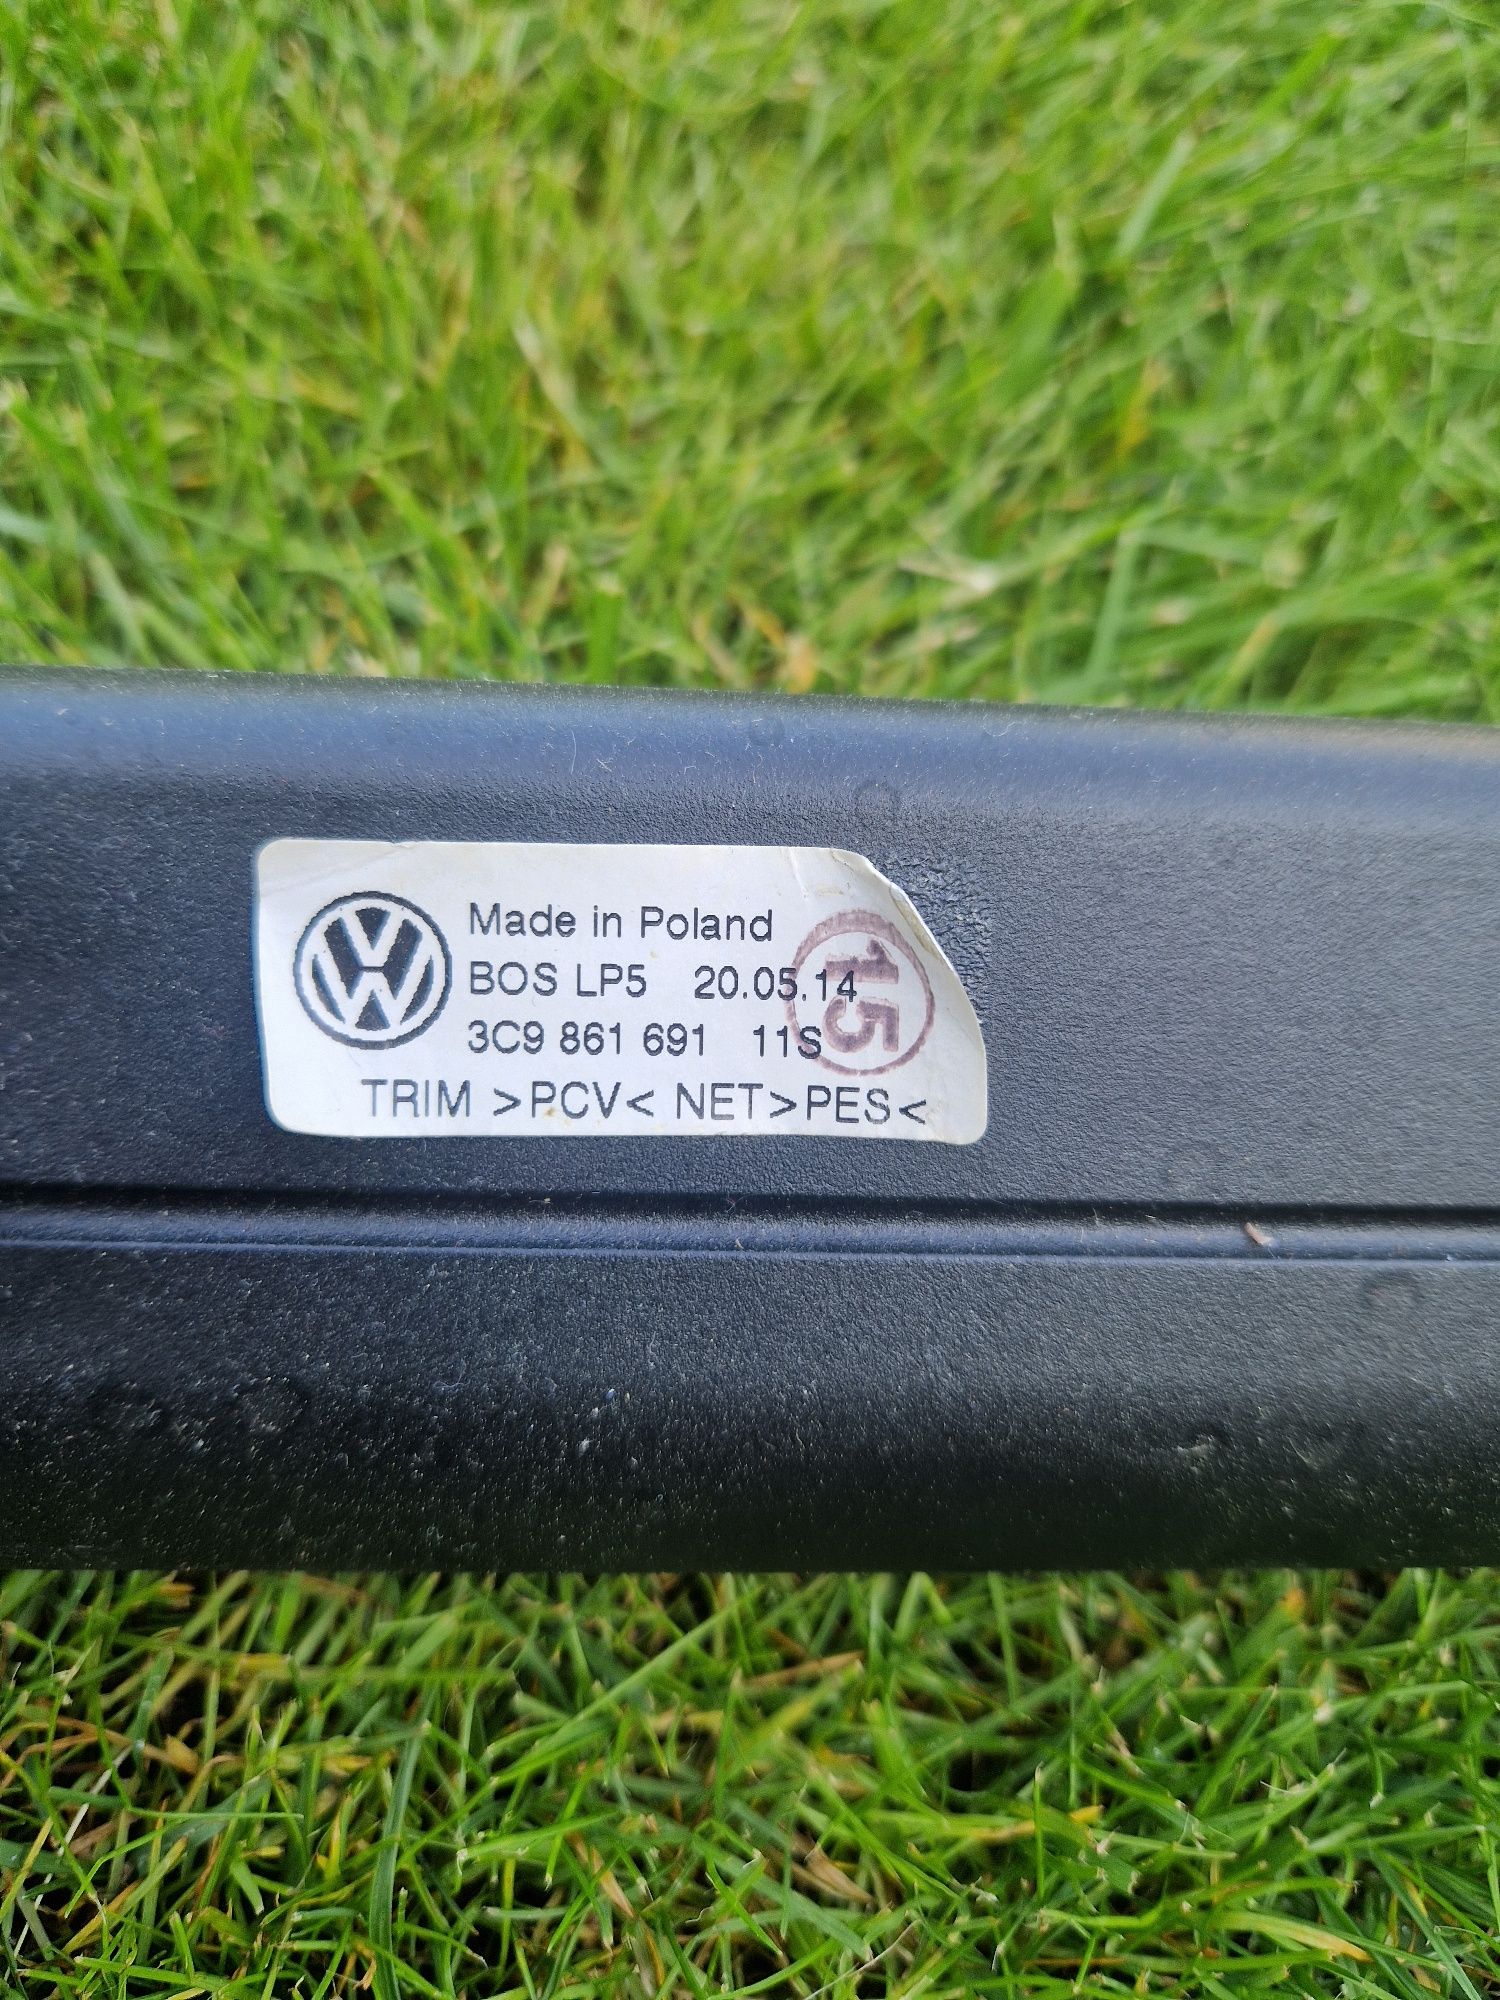 Made in Poland
BOS LP5 20.05.14
3C9 861 691 11S
TRIM >PCV< NET>PES<
15